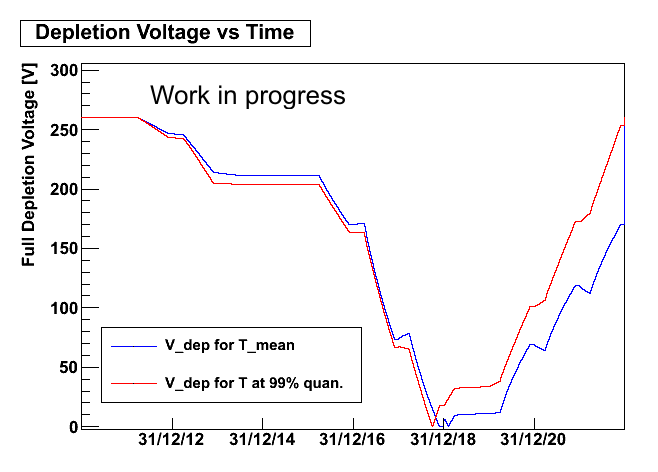 Depletion Voltage vs Time
Full Depletion Voltage [V]
Work in progress
300
250
200
150
100
50
0
V_dep for T_mean
V_dep for T at 99% quan.
31/12/12 31/12/14 31/12/16 31/12/18 31/12/20